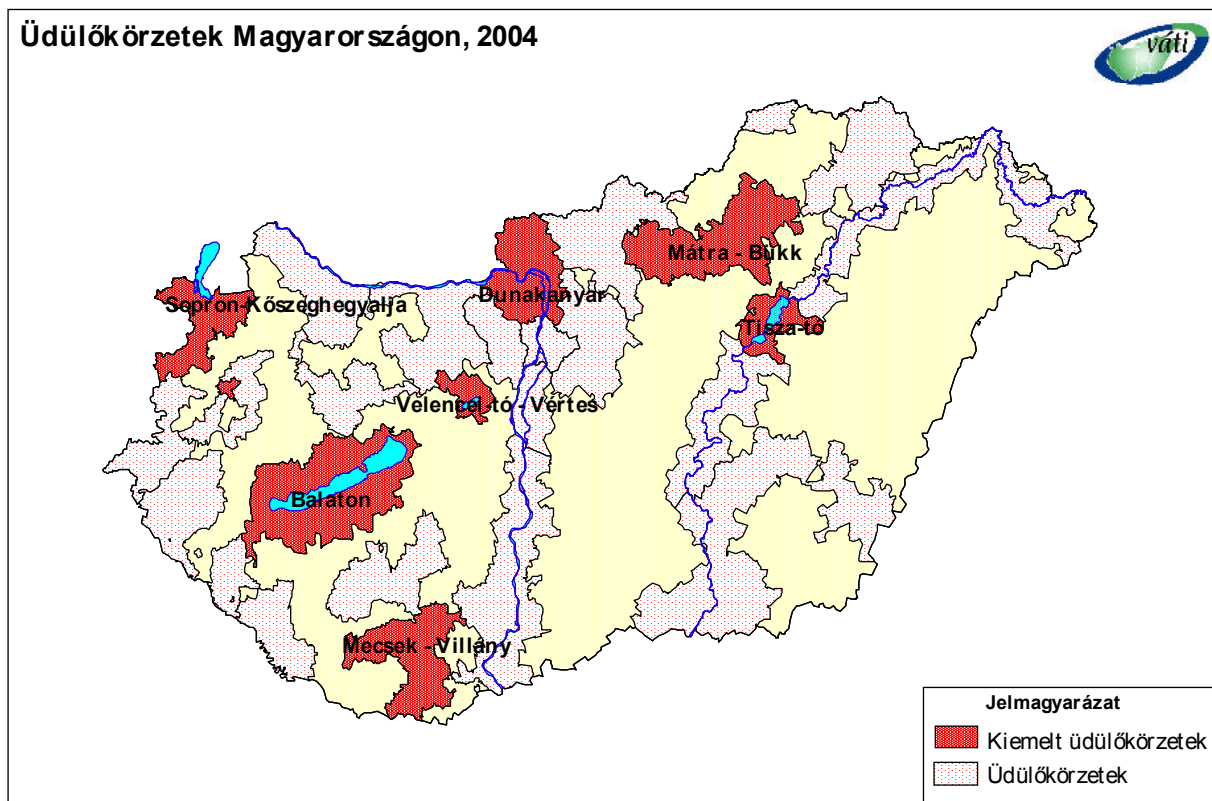 Üdülőkörzetek Magyarországon, 2004
váti
Mátra - Bükk
Sopron-Kőszeghegyalja
Dunakanyar
Tisza-tó
Velencei-tó - Vértes
Balaton
Mecsek - Villány
Jelmagyarázat
Kiemelt üdülőkörzetek
Üdülőkörzetek